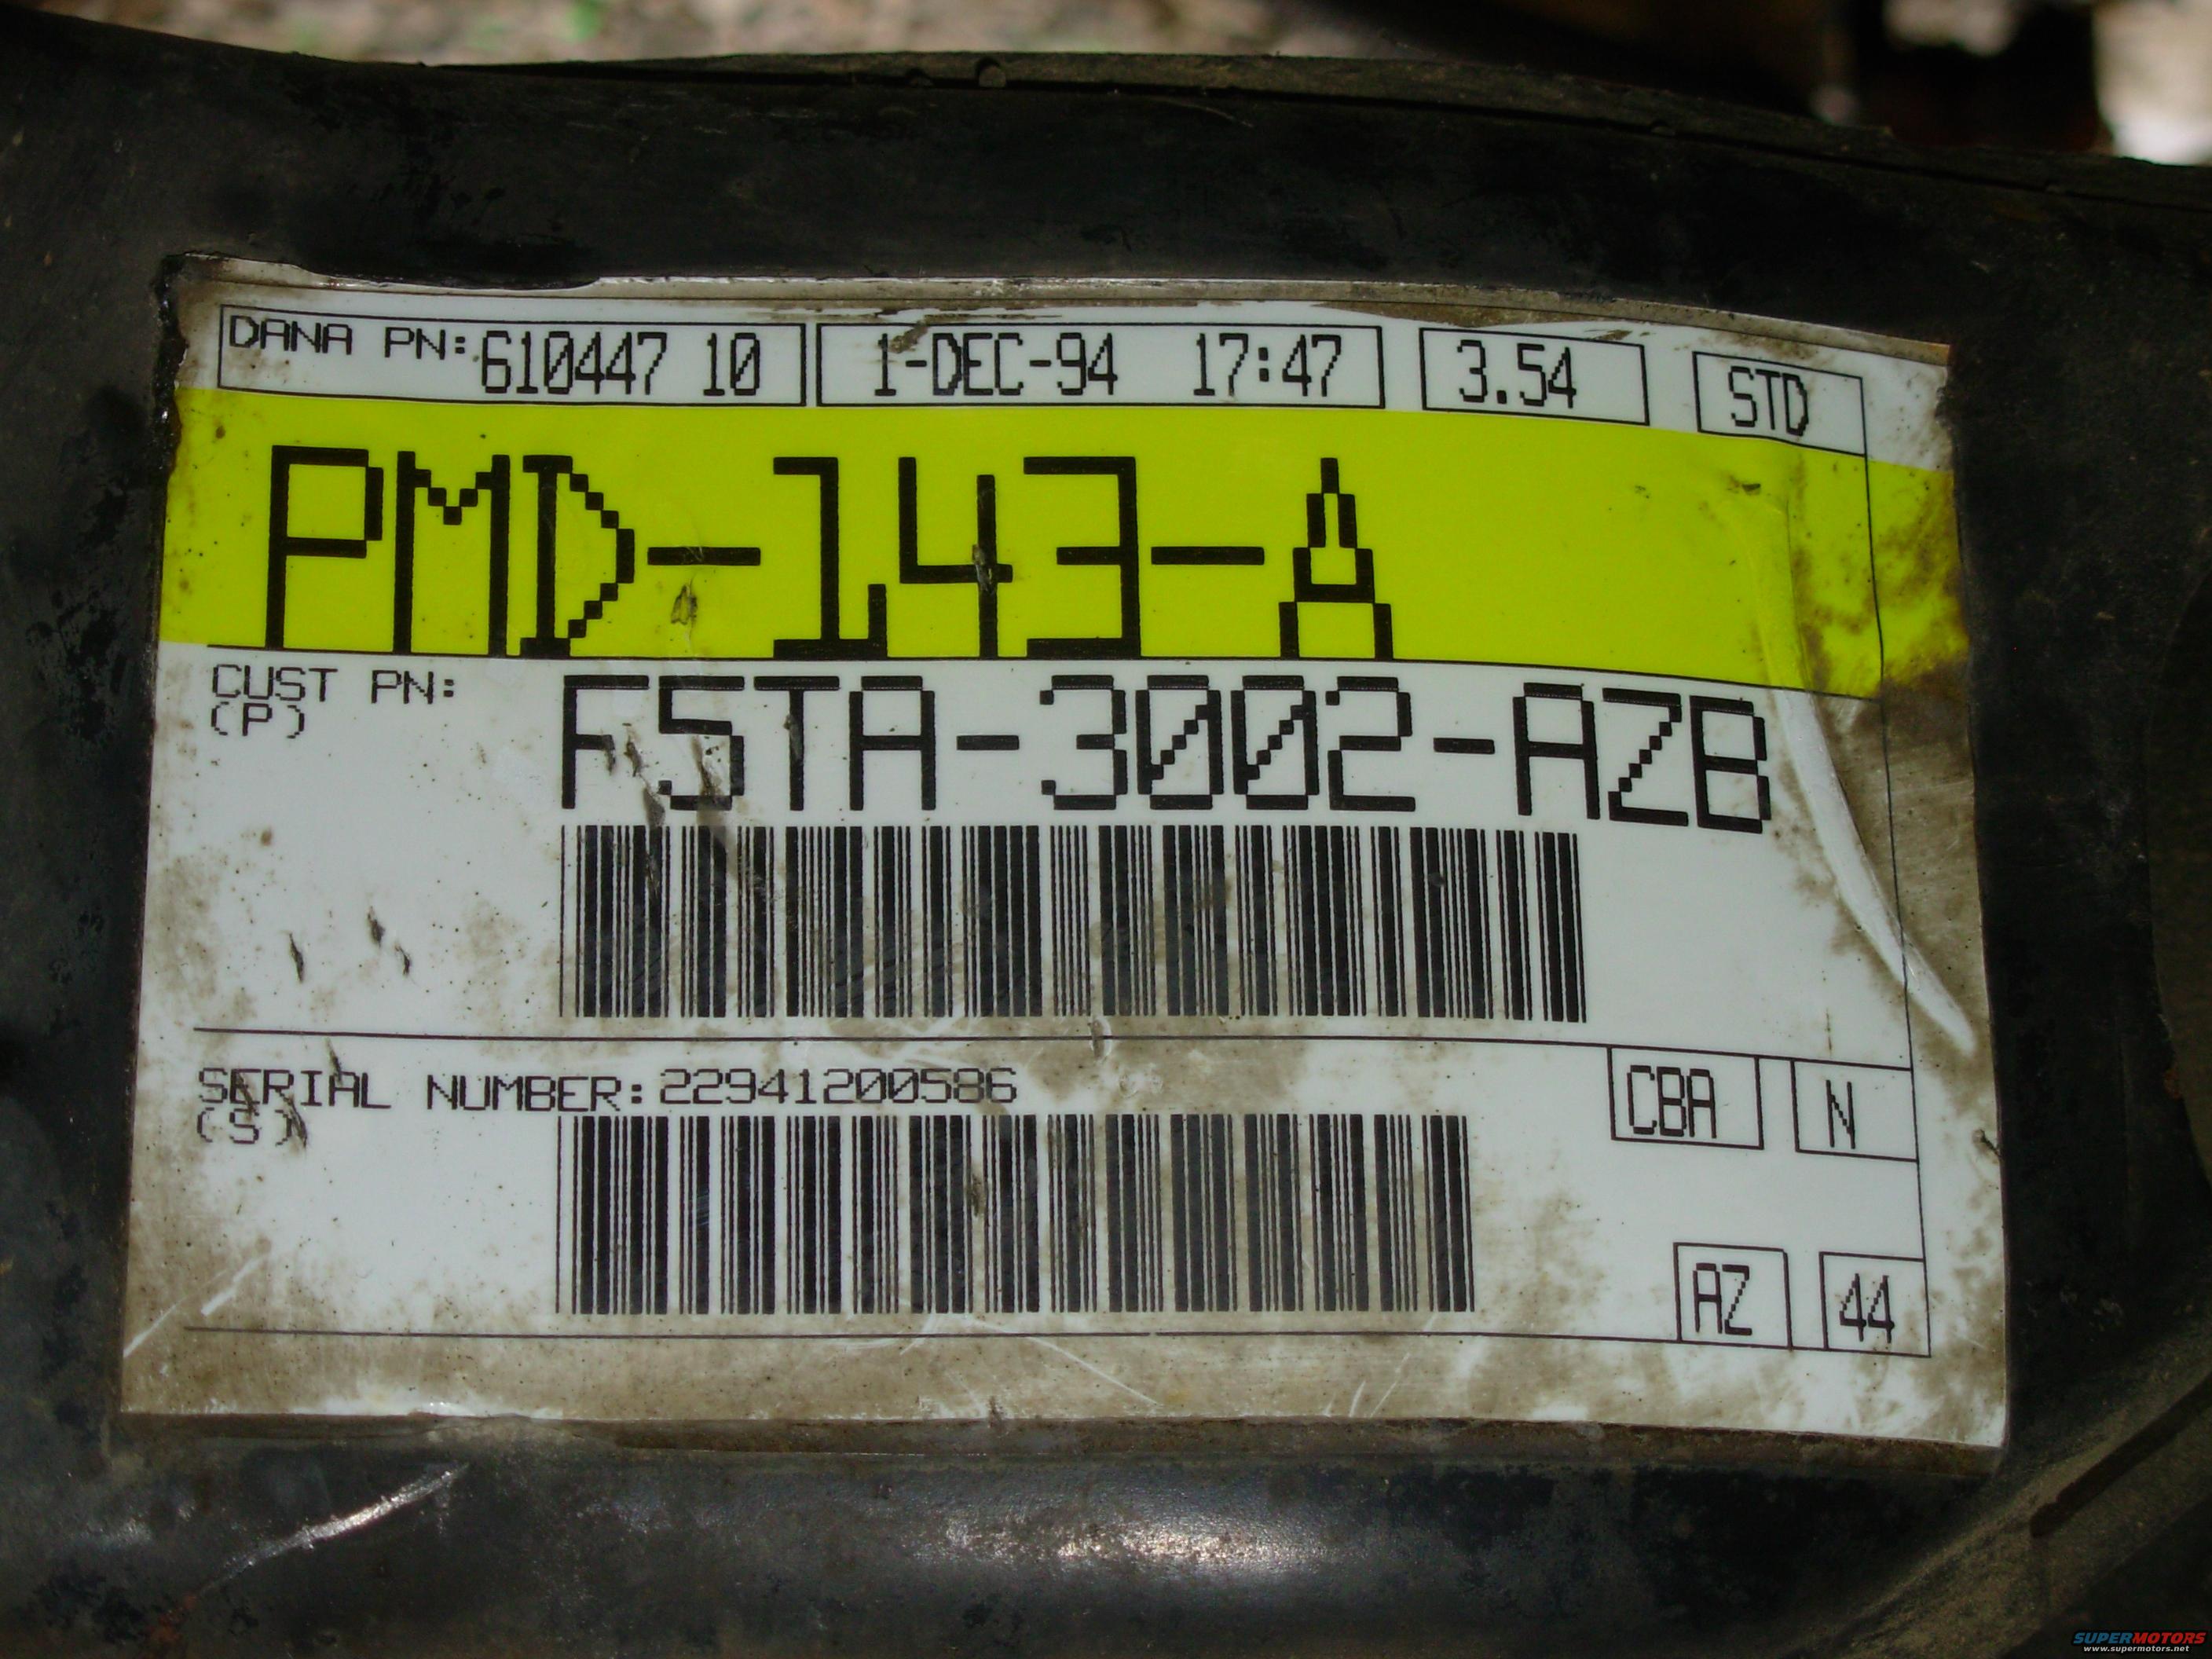 DANA PN: 610447 10 1-DEC-94 17:47 3.54 STD
PMD-143-A
CUST PN: F5TA-3002-AZB
(P)
SERIAL NUMBER: 22941200586 CBA N
(S)
AZ 44
SUPERMOTORS
www.supermotors.net